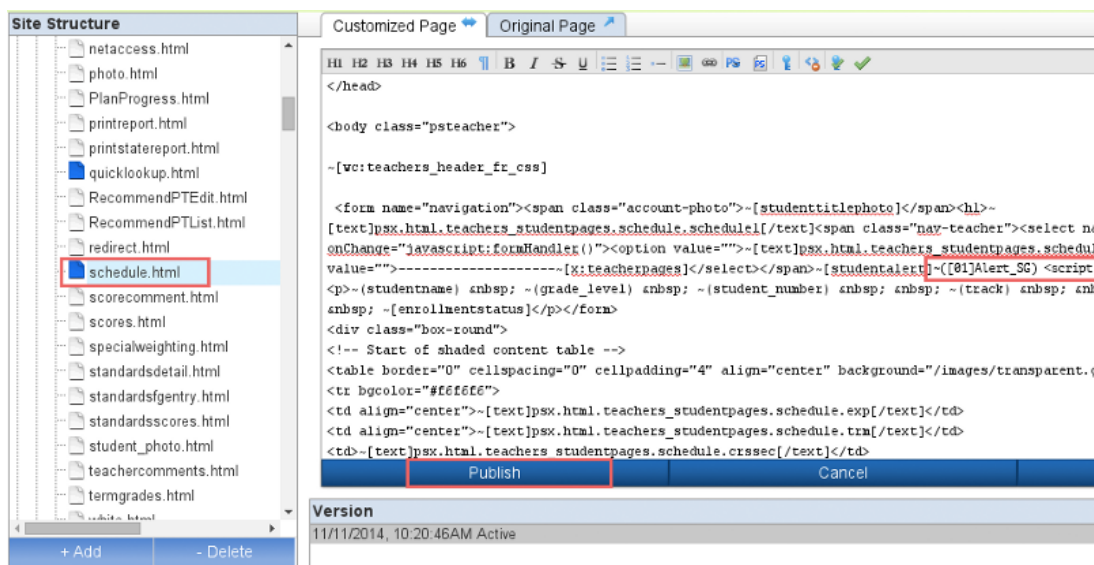 Site Structure
netaccess.html
photo.html
PlanProgress.html
printreport.html
printstatereport.html
quicklookup.html
RecommendPTEdit.html
RecommendPTList.html
redirect.html
schedule.html
scorecomment.html
scores.html
specialweighting.html
standardsdetail.html
standardsfgentry.html
standardsscores.html
student_photo.html
teachercomments.html
termgrades.html
white.html
+ Add - Delete
Customized Page Original Page
H1 H2 H3 H4 H5 H6 ¶ B I S U PS PS
</head>
<body class="psteacher">
~[wc:teachers_header_fr_css]
<form name="navigation"><span class="account-photo">~[studenttitlephoto]</span><h1>~
[text]psx.html.teachers_studentpages.schedule.schedule1[/text]<span class="nav-teacher"><select na
onChange="javascript:formHandler()"><option value="">~[text]psx.html.teachers_studentpages.schedul
value="">--------------------~[x:teacherpages]</select></span>~[studentalert]~([01]Alert_SG) <script
<p>~(studentname) &nbsp; ~(grade_level) &nbsp; ~(student_number) &nbsp; &nbsp; ~(track) &nbsp; &nb
&nbsp; ~[enrollmentstatus]</p></form>
<div class="box-round">
<!-- Start of shaded content table -->
<table border="0" cellspacing="0" cellpadding="4" align="center" background="/images/transparent.g
<tr bgcolor="#f6f6f6">
<td align="center">~[text]psx.html.teachers_studentpages.schedule.exp[/text]</td>
<td align="center">~[text]psx.html.teachers_studentpages.schedule.trm[/text]</td>
<td>~[text]psx.html.teachers_studentpages.schedule.crssec[/text]</td>
Publish Cancel
Version
11/11/2014, 10:20:46AM Active